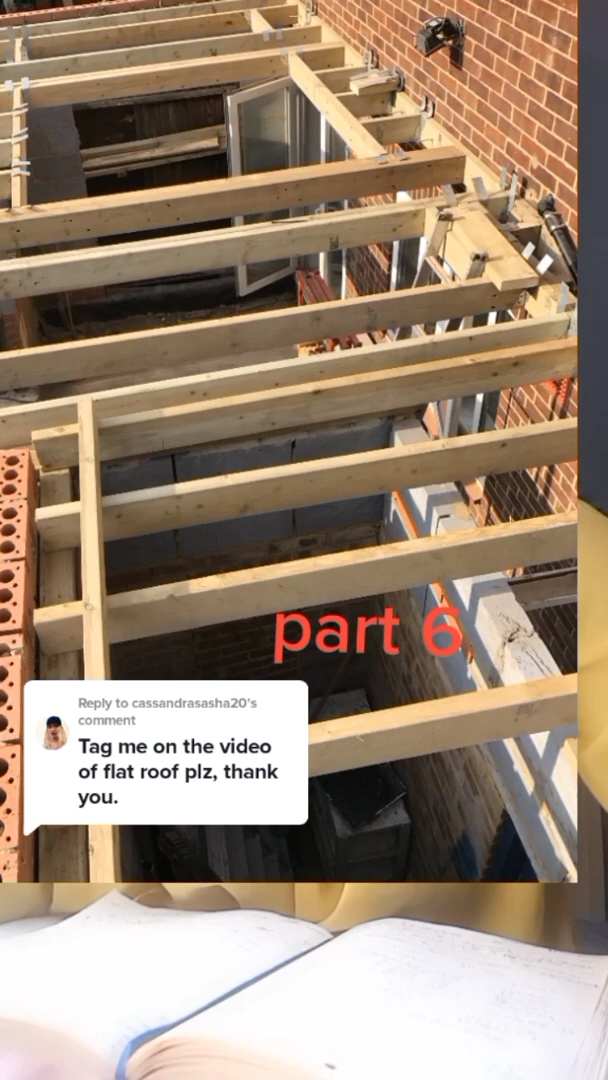 part 6
Reply to cassandrasasha20's
comment
Tag me on the video
of flat roof plz, thank
you.